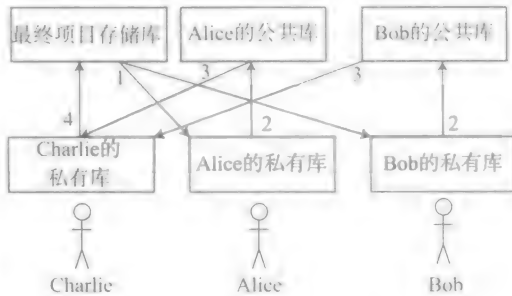 最终项目存储库 Alice的公共库 Bob的公共库
1 3 3
4 2 2
Charlie的 Alice的私有库 Bob的私有库
私有库
Charlie Alice Bob